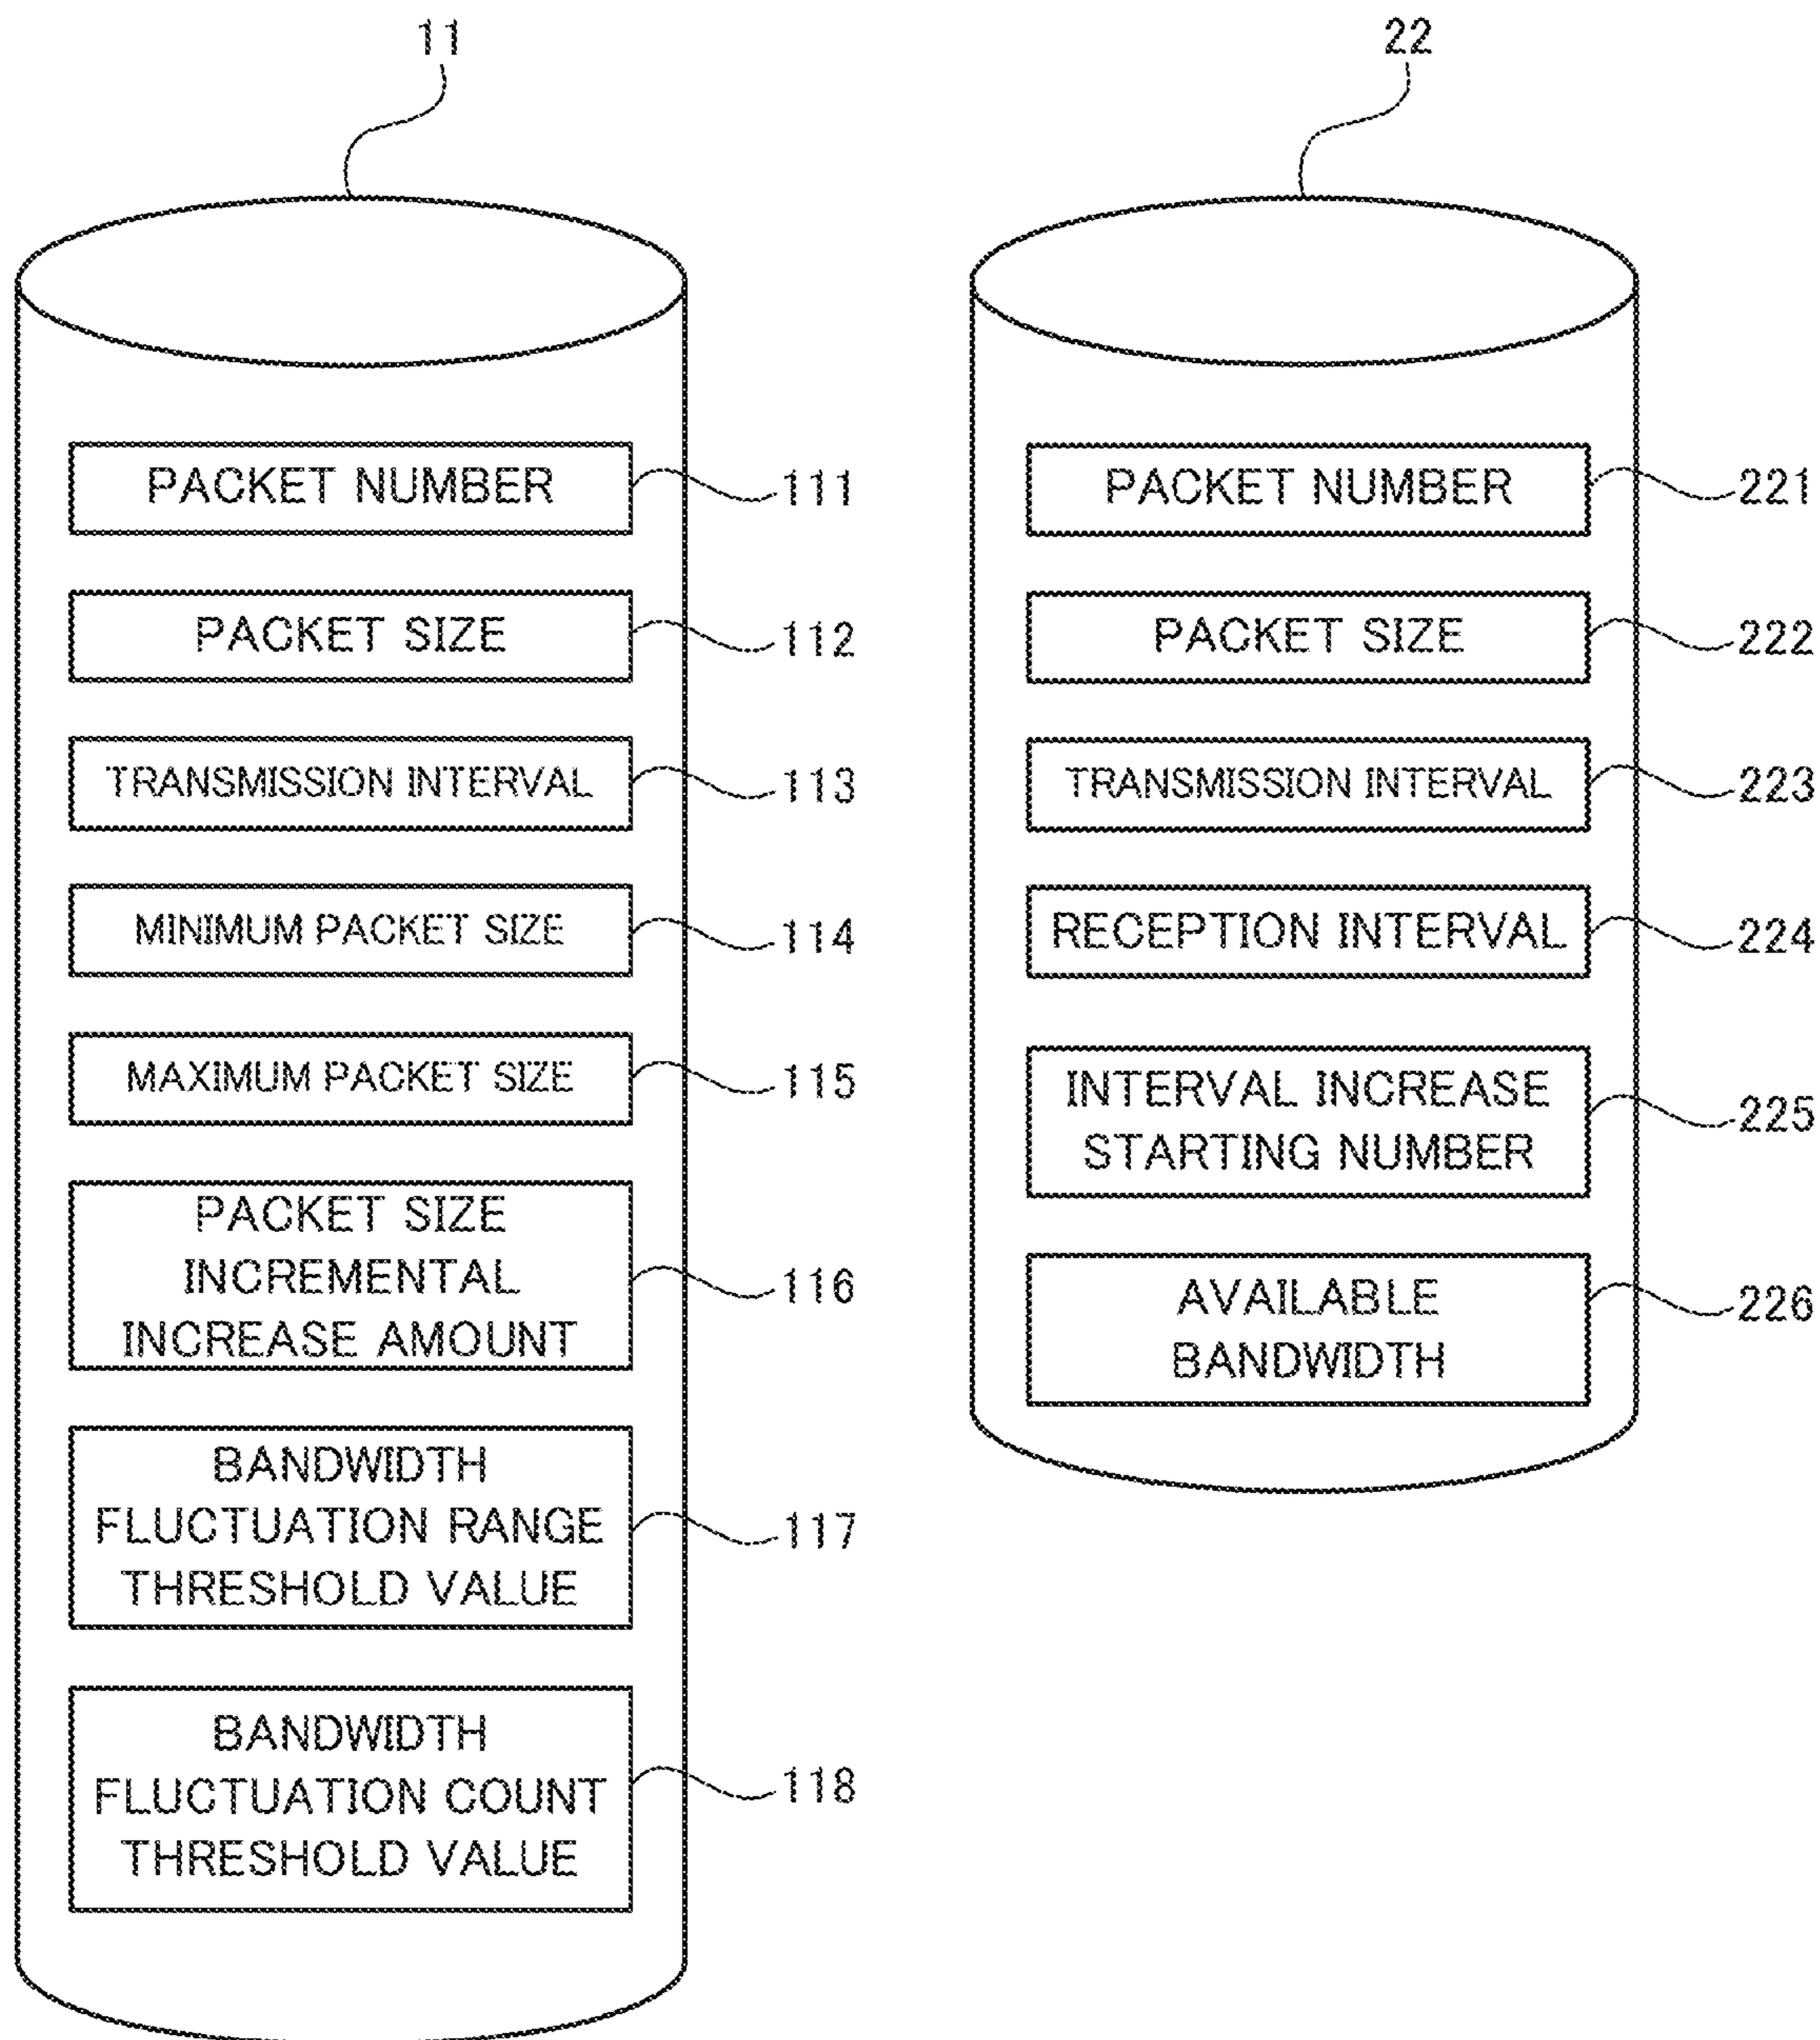 11
PACKET NUMBER
111
PACKET SIZE
112
TRANSMISSION INTERVAL
113
MINIMUM PACKET SIZE
114
MAXIMUM PACKET SIZE
115
PACKET SIZE
INCREMENTAL
INCREASE AMOUNT
116
BANDWIDTH
FLUCTUATION RANGE
THRESHOLD VALUE
117
BANDWIDTH
FLUCTUATION COUNT
THRESHOLD VALUE
118
22
PACKET NUMBER
221
PACKET SIZE
222
TRANSMISSION INTERVAL
223
RECEPTION INTERVAL
224
INTERVAL INCREASE
STARTING NUMBER
225
AVAILABLE
BANDWIDTH
226